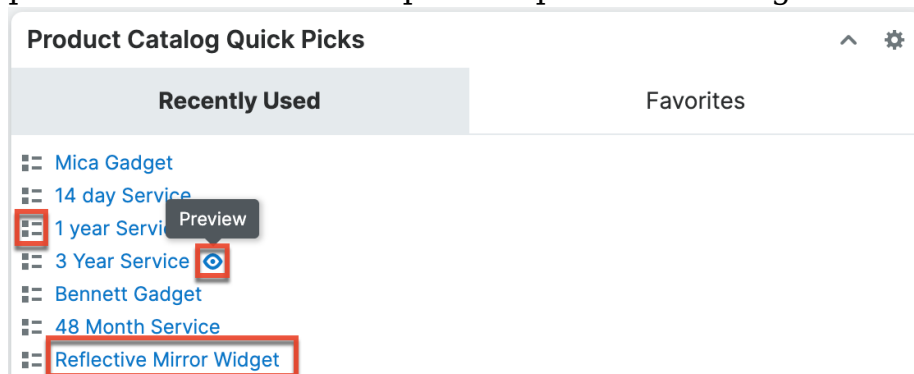 Product Catalog Quick Picks
Recently Used
Favorites
Mica Gadget
14 day Service
Preview
1 year
3 Year Service
Bennett Gadget
48 Month Service
Reflective Mirror Widget